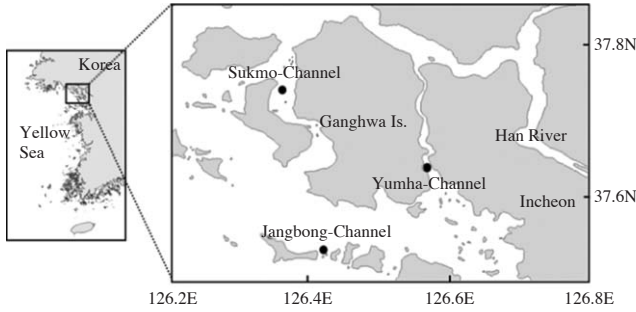 Korea
Yellow
Sea
Sukmo-Channel
Ganghwa Is.
Han River
Yumha-Channel
Incheon
Jangbong-Channel
37.8N
37.6N
126.2E
126.4E
126.6E
126.8E